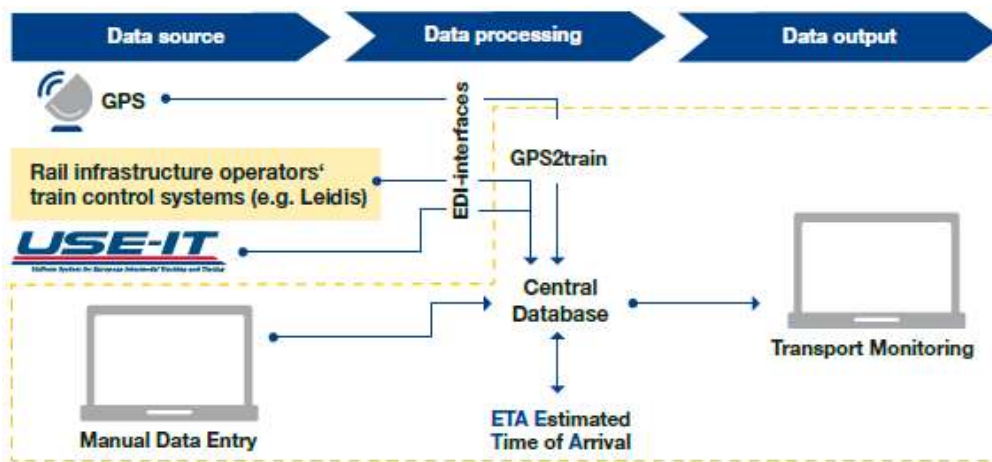 Data source
Data processing
Data output
GPS
EDI-interfaces
GPS2train
Rail infrastructure operators‘
train control systems (e.g. Leidis)
USE-IT
Central
Database
Transport Monitoring
Manual Data Entry
ETA Estimated
Time of Arrival